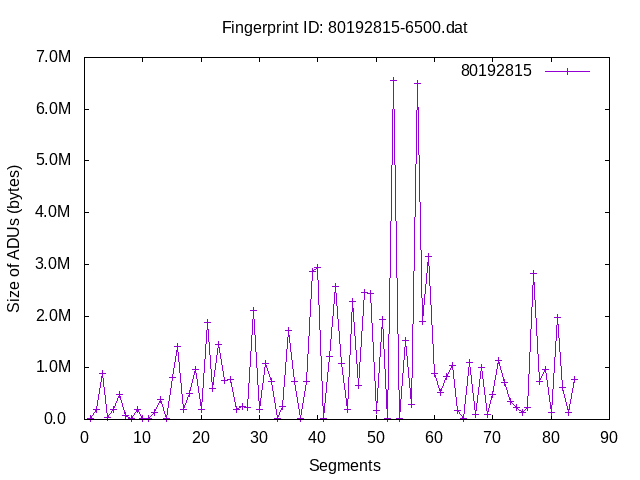 Fingerprint ID: 80192815-6500.dat
80192815
7.0M
6.0M
5.0M
4.0M
3.0M
2.0M
1.0M
0.0
Size of ADUs (bytes)
0 10 20 30 40 50 60 70 80 90
Segments